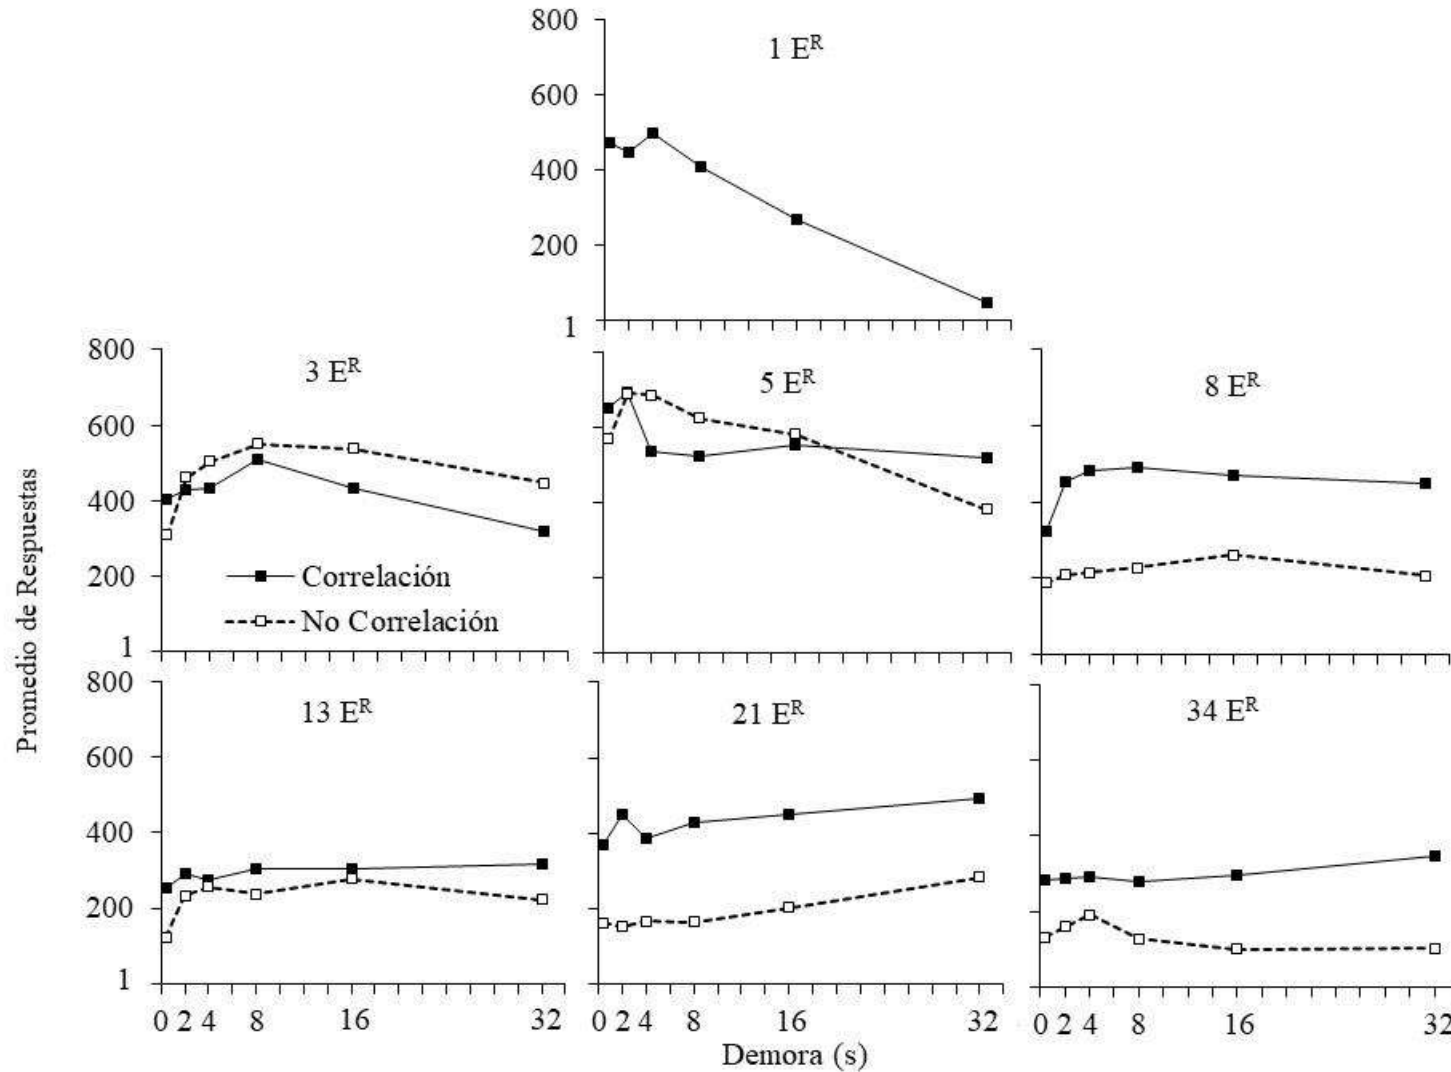 800
1 E^R
600
400
200
1
800
3 E^R
5 E^R
8 E^R
600
400
Correlación
200
No Correlación
1
Promedio de Respuestas
800
13 E^R
21 E^R
34 E^R
600
400
200
1
0 2 4 8 16 32
0 2 4 8 16 32
0 2 4 8 16 32
Demora (s)